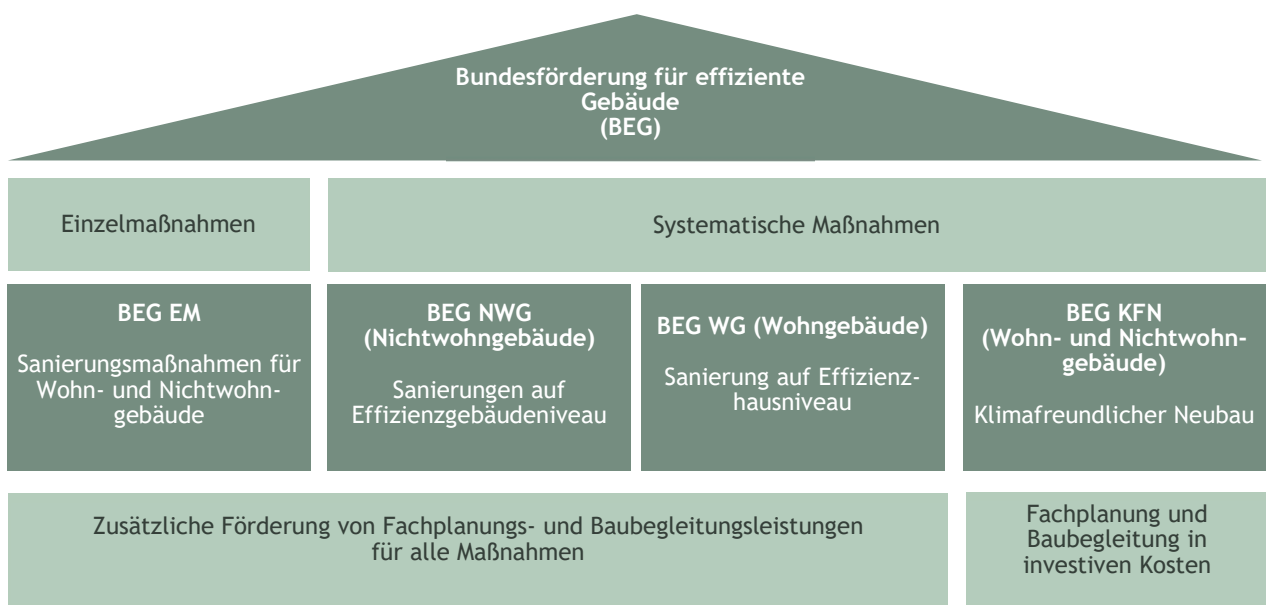 Bundesförderung für effiziente
Gebäude
(BEG)
Einzelmaßnahmen
Systematische Maßnahmen
BEG EM
Sanierungsmaßnahmen für
Wohn- und Nichtwohn-
gebäude
BEG NWG
(Nichtwohngebäude)
Sanierungen auf
Effizienzgebäudeniveau
BEG WG (Wohngebäude)
Sanierung auf Effizienz-
hausniveau
BEG KFN
(Wohn- und Nichtwohn-
gebäude)
Klimafreundlicher Neubau
Zusätzliche Förderung von Fachplanungs- und Baubegleitungsleistungen
für alle Maßnahmen
Fachplanung und
Baubegleitung in
investiven Kosten